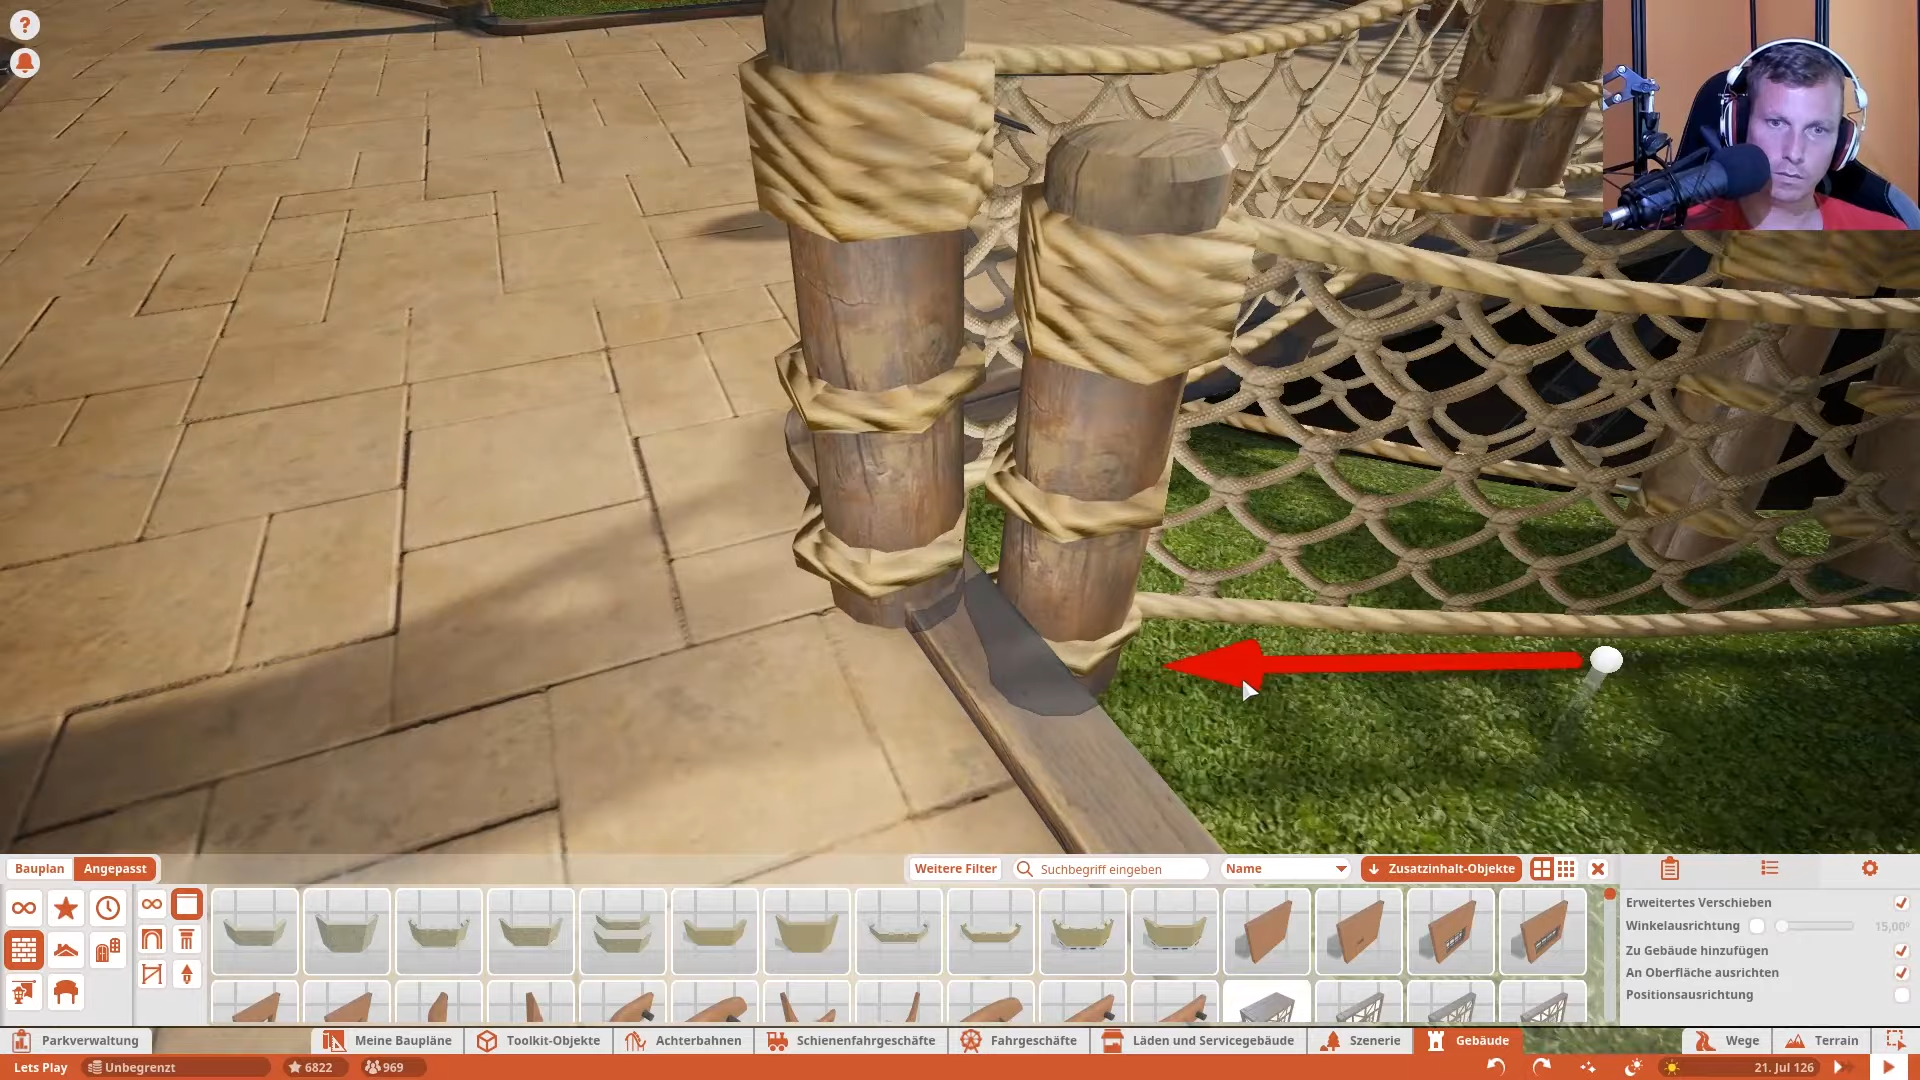 ?
Bauplan
Angepasst
Weitere Filter
Suchbegriff eingeben
Name
Zusatzinhalt-Objekte
Erweitertes Verschieben
Winkelausrichtung
15,00°
Zu Gebäude hinzufügen
An Oberfläche ausrichten
Positionsausrichtung
Parkverwaltung
Meine Baupläne
Toolkit-Objekte
Achterbahnen
Schienenfahrgeschäfte
Fahrgeschäfte
Läden und Servicegebäude
Szenerie
Gebäude
Wege
Terrain
Lets Play
Unbegrenzt
6822
969
21. Jul 126